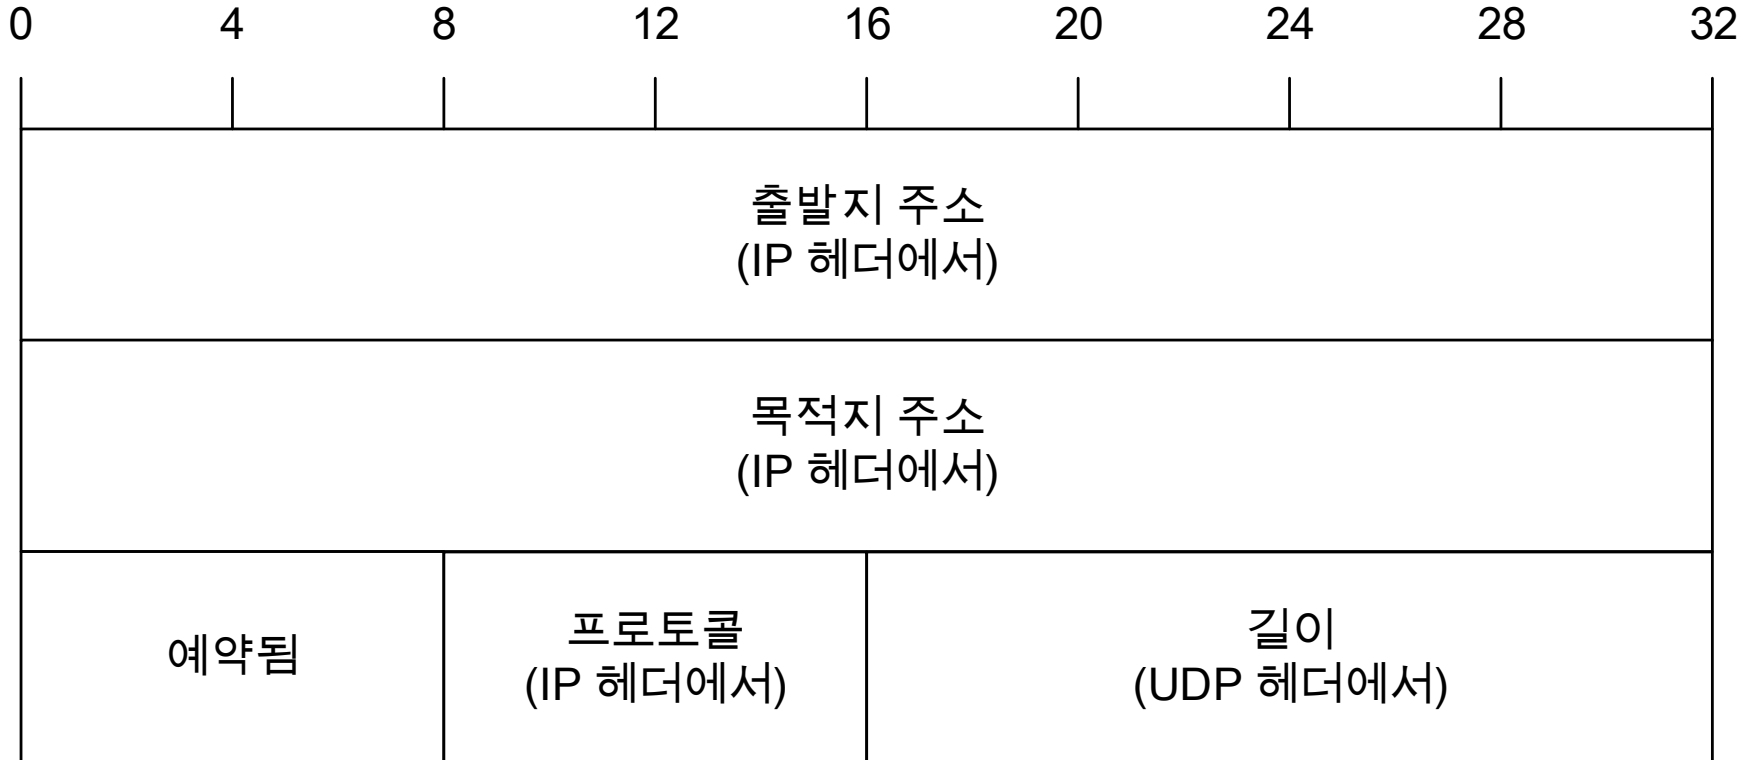 0 4 8 12 16 20 24 28 32
출발지 주소
(IP 헤더에서)
목적지 주소
(IP 헤더에서)
예약됨
프로토콜
(IP 헤더에서)
길이
(UDP 헤더에서)